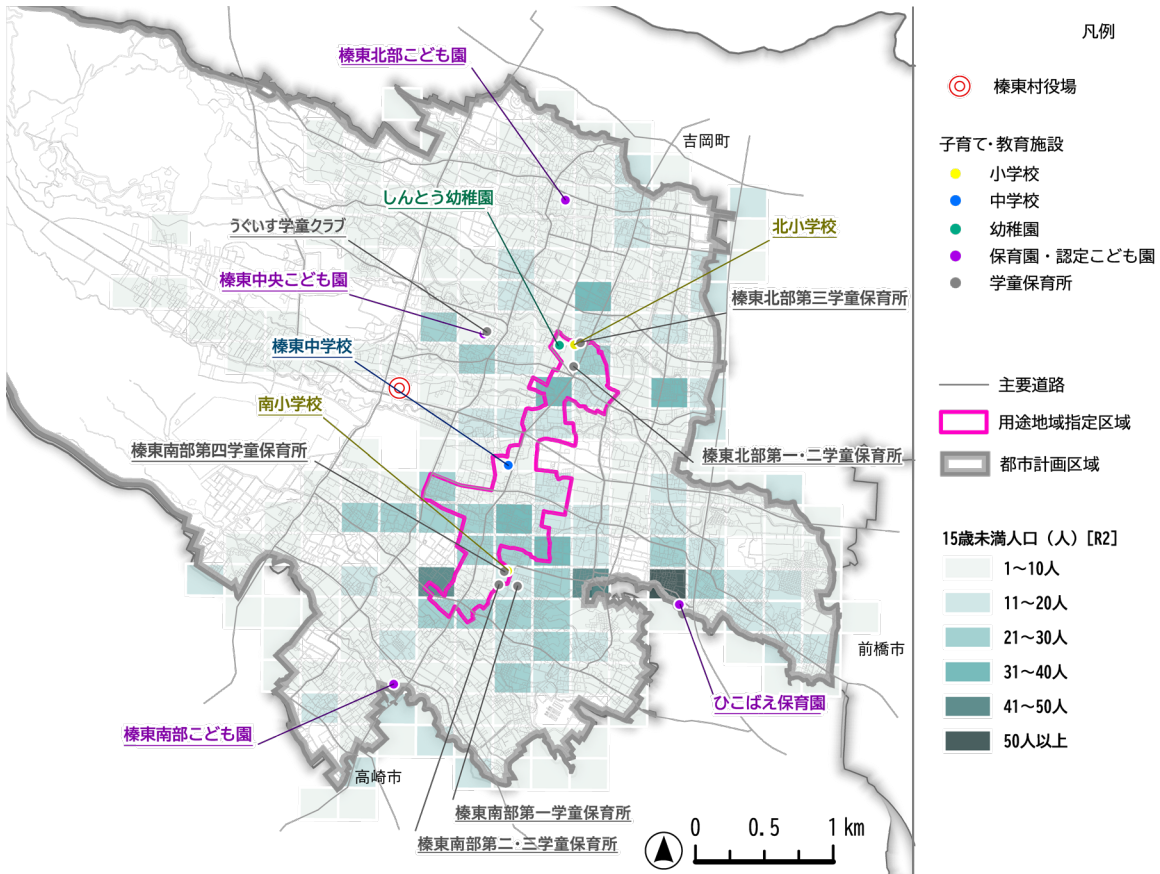 榛東北部こども園
吉岡町
しんとう幼稚園
うぐいす学童クラブ
北小学校
榛東中央こども園
榛東北部第三学童保育所
榛東中学校
南小学校
榛東南部第四学童保育所
榛東北部第一・二学童保育所
前橋市
ひこばえ保育園
榛東南部こども園
高崎市
榛東南部第一学童保育所
榛東南部第二・三学童保育所
0 0.5 1 km
凡例
榛東村役場
子育て・教育施設
小学校
中学校
幼稚園
保育園・認定こども園
学童保育所
主要道路
用途地域指定区域
都市計画区域
15歳未満人口（人）[R2]
1～10人
11～20人
21～30人
31～40人
41～50人
50人以上